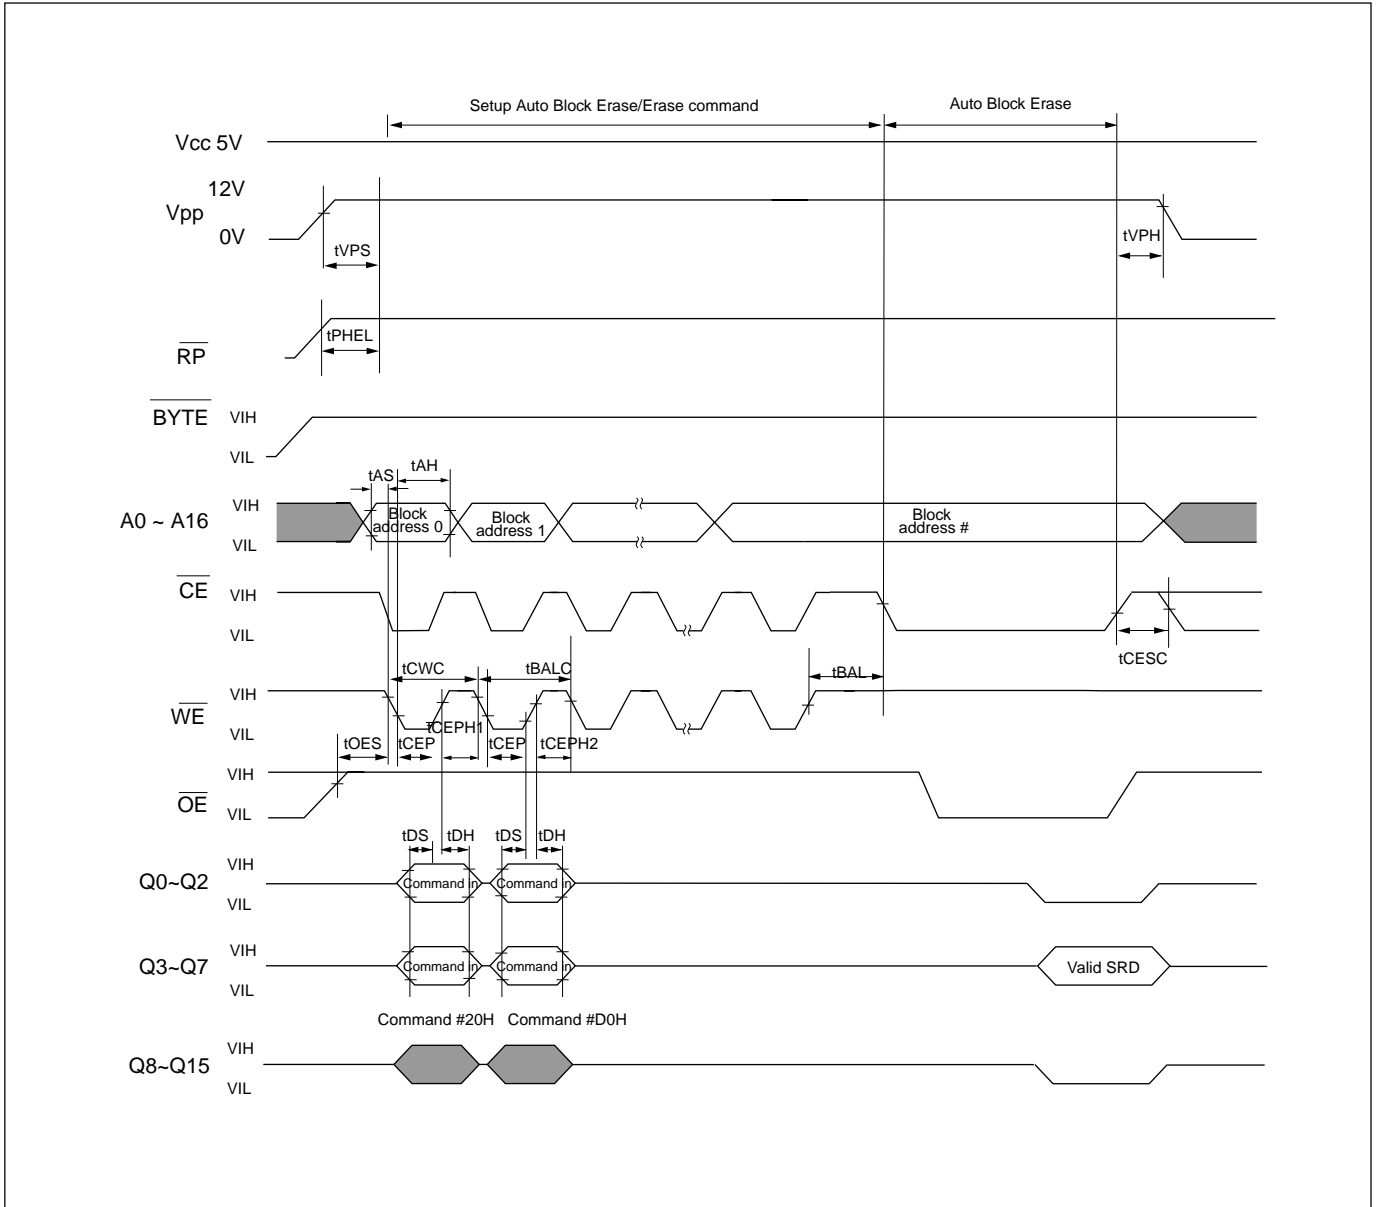 Setup Auto Block Erase/Erase command
Auto Block Erase
Vcc 5V
12V
Vpp
0V
tVPS
tVPH
RP
tPHEL
BYTE
VIH
VIL
tAS
tAH
A0 ~ A16
VIH
VIL
Block
address 0
Block
address 1
Block
address #
CE
VIH
VIL
tCESC
tCWC
tBALC
tBAL
WE
VIH
VIL
tOES
tCEP
tCEPH1
tCEP
tCEPH2
OE
VIH
VIL
tDS
tDH
tDS
tDH
Q0~Q2
VIH
VIL
Command in
Command in
Q3~Q7
VIH
VIL
Command in
Command in
Valid SRD
Command #20H
Command #D0H
Q8~Q15
VIH
VIL